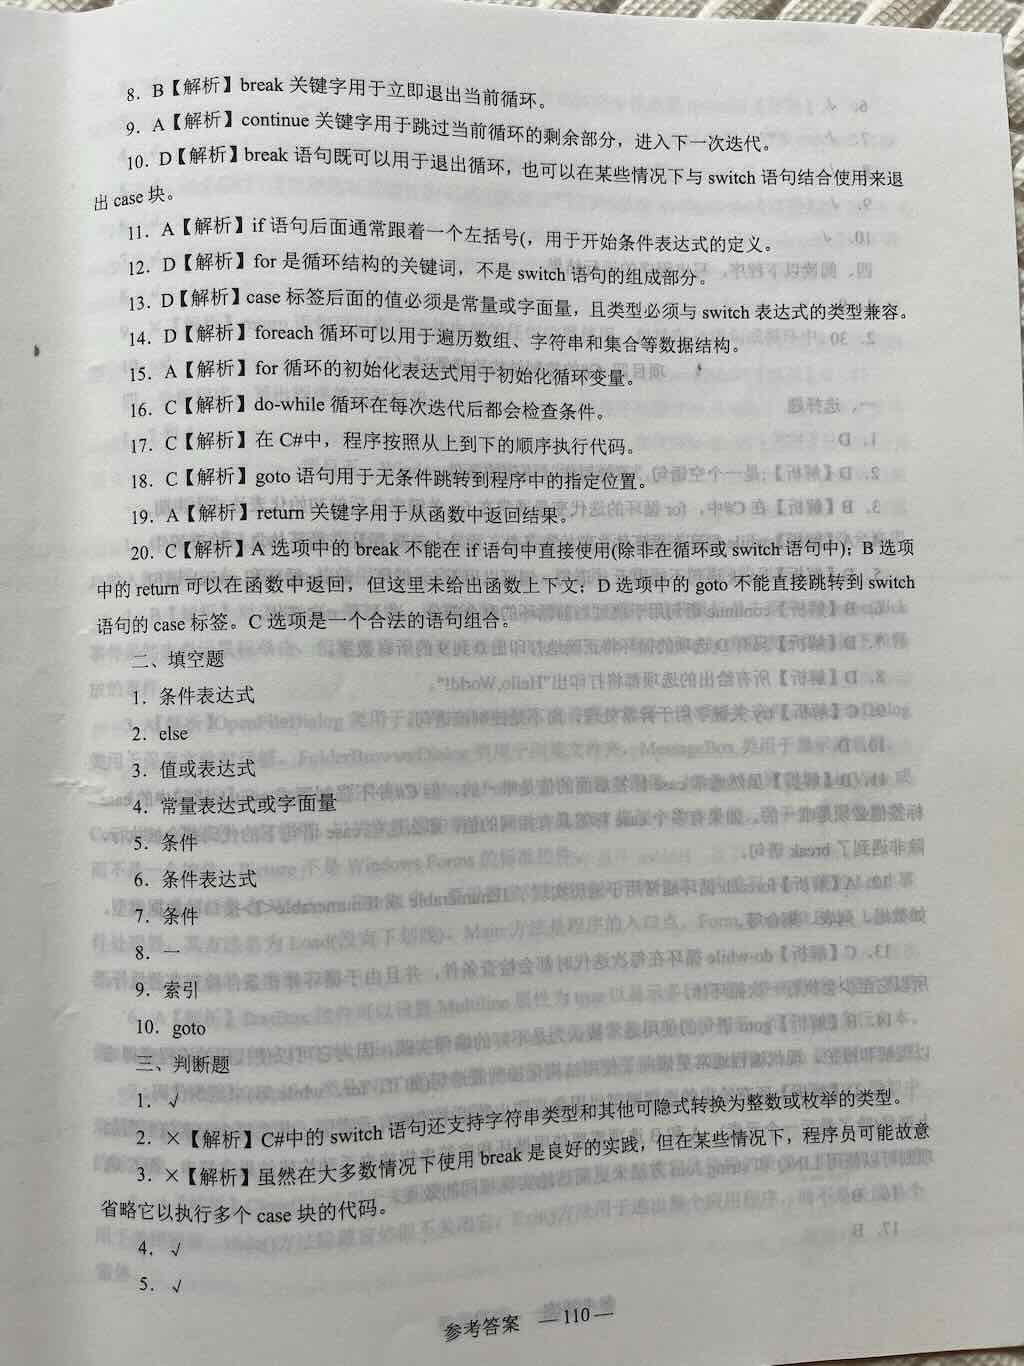 8. B【解析】break 关键字用于立即退出当前循环。
9. A【解析】continue 关键字用于跳过当前循环的剩余部分，进入下一次迭代。
10. D【解析】break 语句既可以用于退出循环，也可以在某些情况下与 switch 语句结合使用来退
出 case 块。
11. A【解析】if 语句后面通常跟着一个左括号(，用于开始条件表达式的定义。
12. D【解析】for 是循环结构的关键词，不是 switch 语句的组成部分。
13. D【解析】case 标签后面的值必须是常量或字面量，且类型必须与 switch 表达式的类型兼容。
14. D【解析】foreach 循环可以用于遍历数组、字符串和集合等数据结构。
15. A【解析】for 循环的初始化表达式用于初始化循环变量。
16. C【解析】do-while 循环在每次迭代后都会检查条件。
17. C【解析】在 C#中，程序按照从上到下的顺序执行代码。
18. C【解析】goto 语句用于无条件跳转到程序中的指定位置。
19. A【解析】return 关键字用于从函数中返回结果。
20. C【解析】A 选项中的 break 不能在 if 语句中直接使用(除非在循环或 switch 语句中)；B 选项
中的 return 可以在函数中返回，但这里未给出函数上下文；D 选项中的 goto 不能直接跳转到 switch
语句的 case 标签。C 选项是一个合法的语句组合。
二、填空题
1. 条件表达式
2. else
3. 值或表达式
4. 常量表达式或字面量
5. 条件
6. 条件表达式
7. 条件
8. 一
9. 索引
10. goto
三、判断题
1. √
2. ×【解析】C#中的 switch 语句还支持字符串类型和其他可隐式转换为整数或枚举的类型。
3. ×【解析】虽然在大多数情况下使用 break 是良好的实践，但在某些情况下，程序员可能故意
省略它以执行多个 case 块的代码。
4. √
5. √
参考答案 —110—